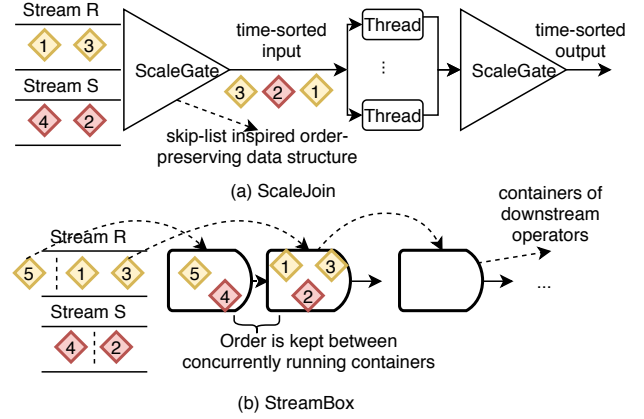 Stream R
1 3
Stream S
4 2
ScaleGate
time-sorted
input
3 2 1
skip-list inspired order-
preserving data structure
Thread
...
Thread
ScaleGate
time-sorted
output
(a) ScaleJoin
Stream R
5 1 3
Stream S
4 2
5
4
1 3
2
containers of
downstream
operators
...
Order is kept between
concurrently running containers
(b) StreamBox